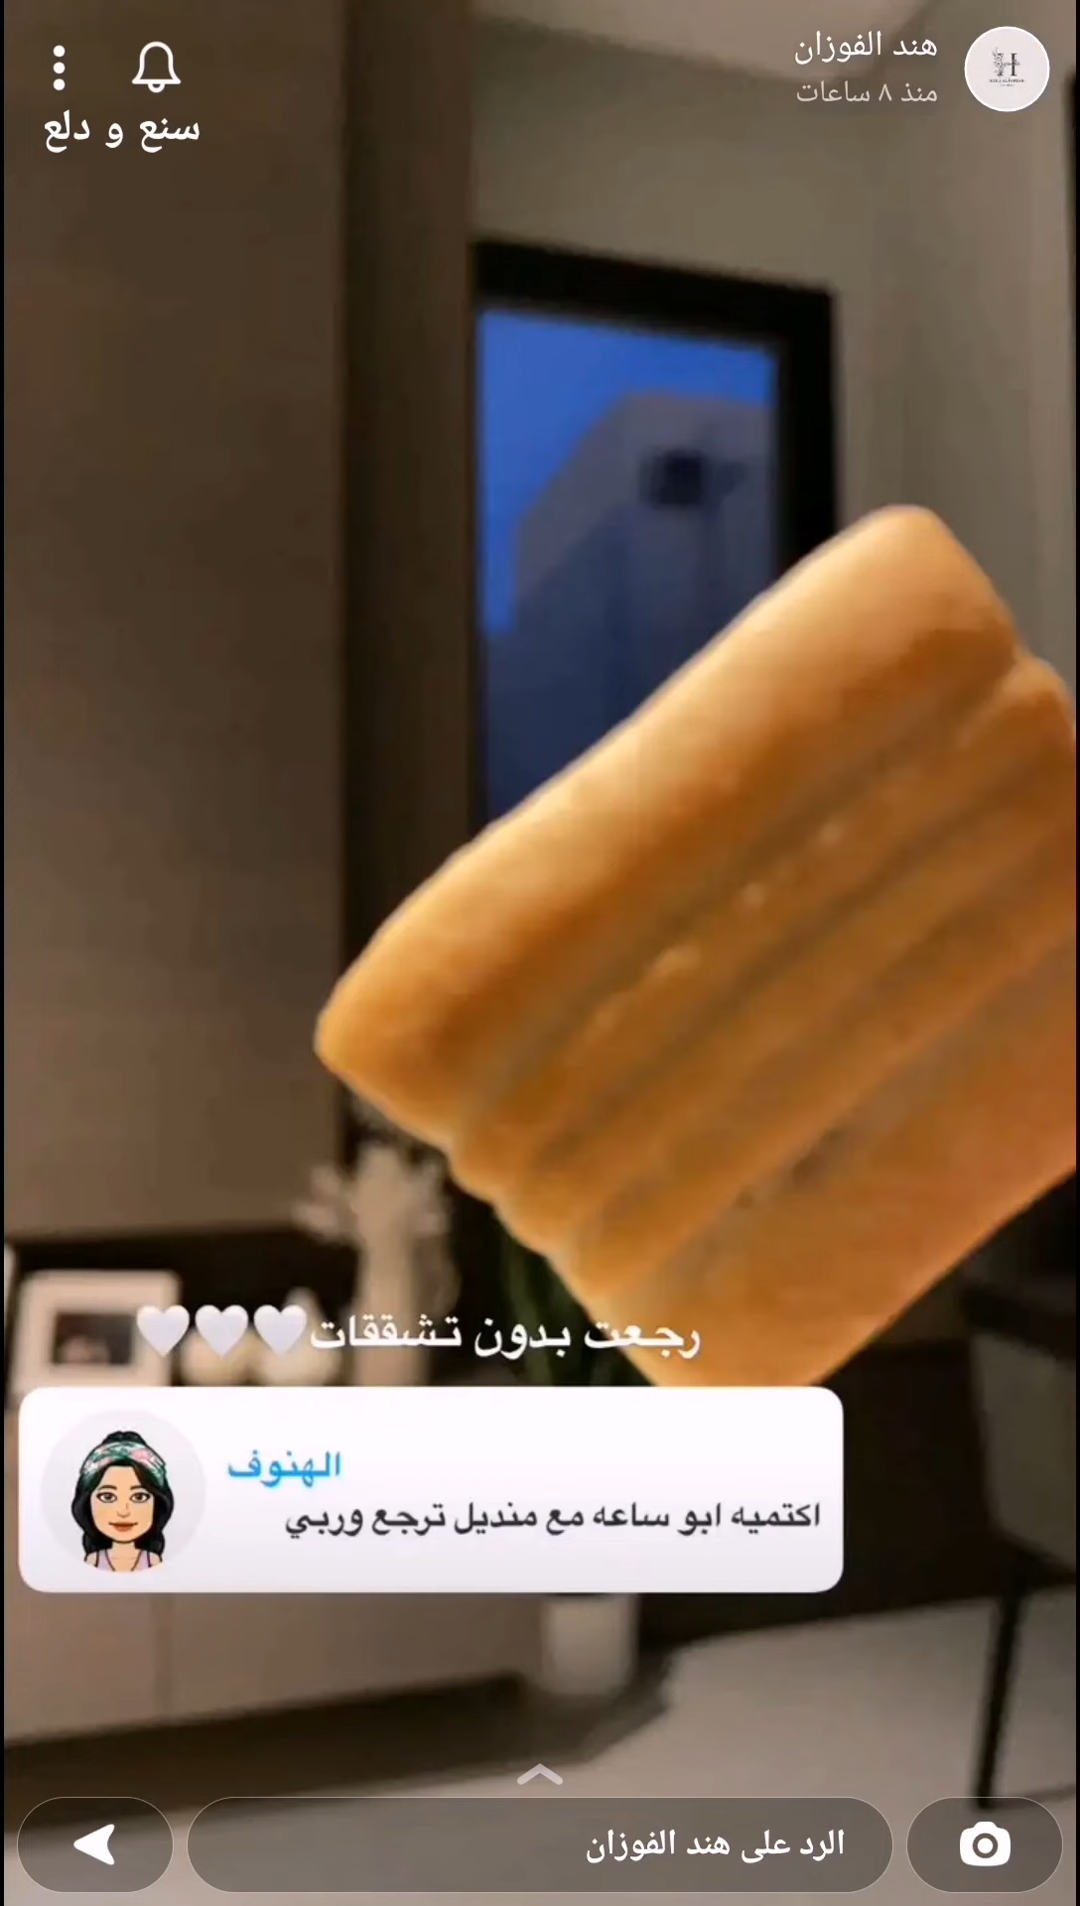 هند الفوزان
منذ ٨ ساعات
سنع و دلع
رجعت بدون تشققات🤍🤍🤍
الهنوف
اكتميه ابو ساعه مع منديل ترجع وربي
الرد على هند الفوزان